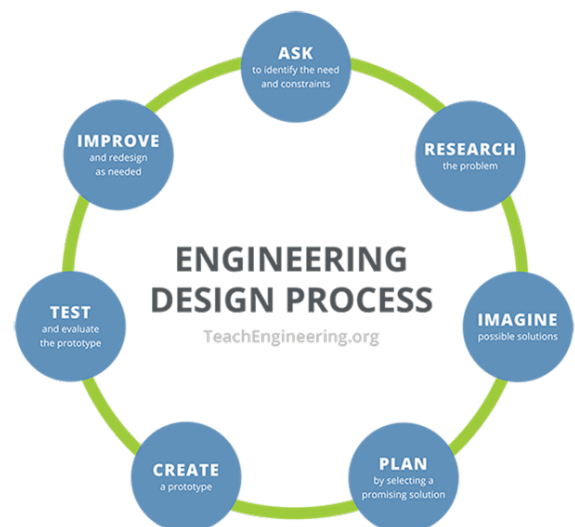 ASK
to identify the need
and constraints
RESEARCH
the problem
IMAGINE
possible solutions
PLAN
by selecting a
promising solution
CREATE
a prototype
TEST
and evaluate
the prototype
IMPROVE
and redesign
as needed
ENGINEERING
DESIGN PROCESS
TeachEngineering.org